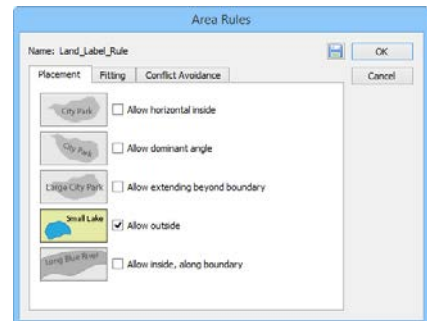 Area Rules
Name: Land_Label_Rule
OK
Cancel
Placement Fitting Conflict Avoidance
City Park
Allow horizontal inside
City Park
Allow dominant angle
Large City Park
Allow extending beyond boundary
Small Lake
Allow outside
Long Blue River
Allow inside, along boundary